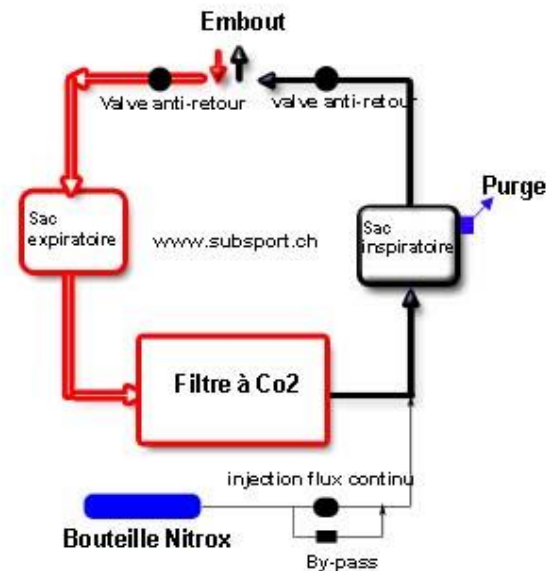 Embout
Valve anti-retour
valve anti-retour
Purge
Sac
expiratoire
www.subsport.ch
Sac
inspiratoire
Filtre à Co2
injection flux continu
Bouteille Nitrox
By-pass